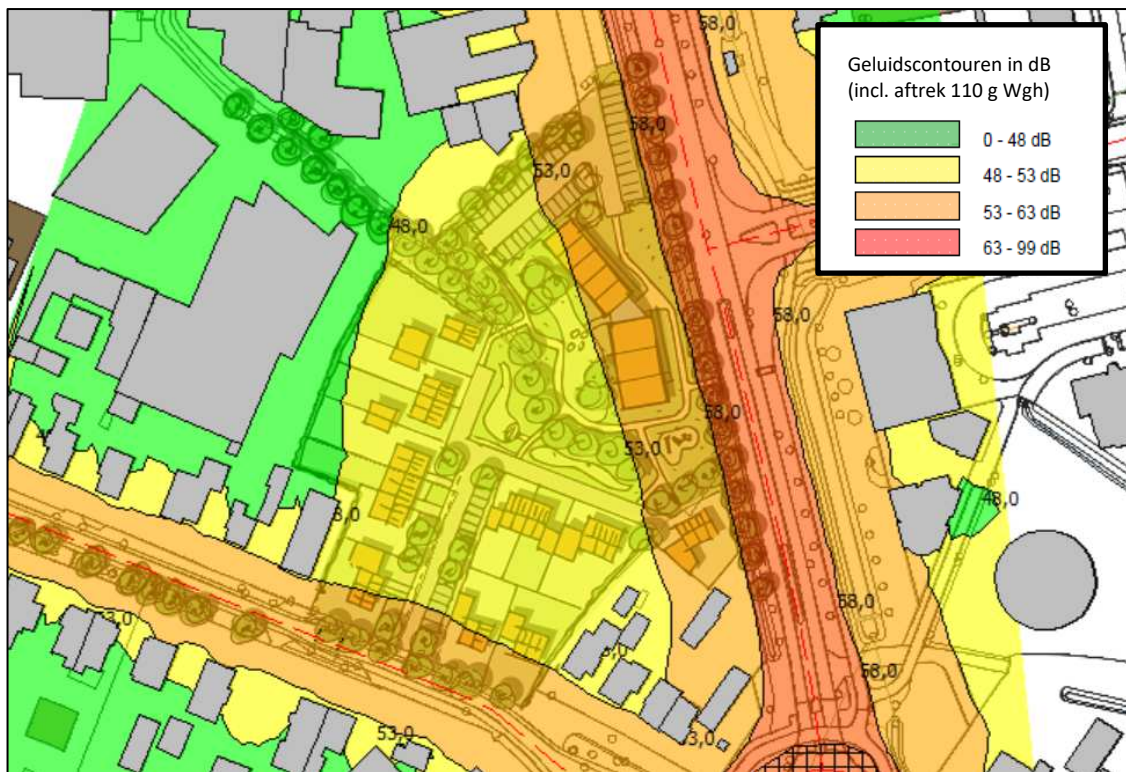 58,0
Geluidscontouren in dB
(incl. aftrek 110 g Wgh)
0 - 48 dB
48 - 53 dB
53 - 63 dB
63 - 99 dB
58,0
53,0
48,0
58,0
58,0
53,0
48,0
58,0
53,0
58,0
53,0